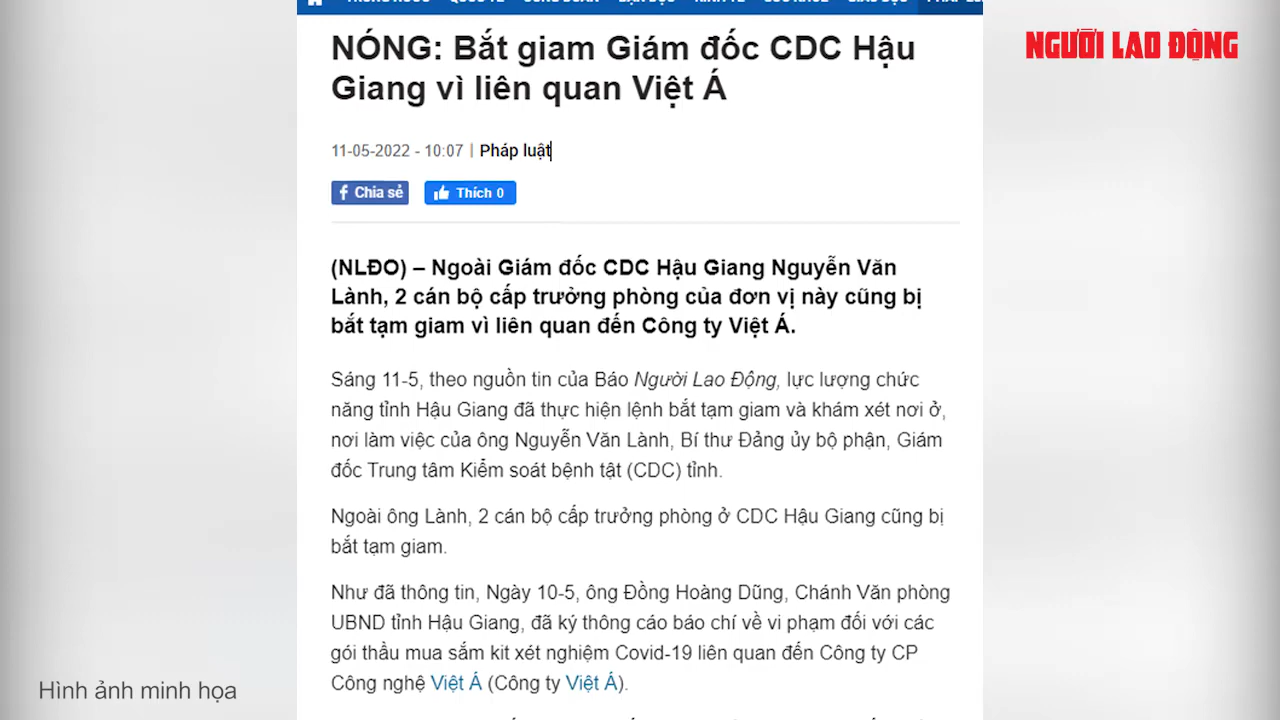 NGƯỜI LAO ĐỘNG
NÓNG: Bắt giam Giám đốc CDC Hậu
Giang vì liên quan Việt Á
11-05-2022 - 10:07 | Pháp luật
Chia sẻ Thích 0
(NLĐO) – Ngoài Giám đốc CDC Hậu Giang Nguyễn Văn
Lành, 2 cán bộ cấp trưởng phòng của đơn vị này cũng bị
bắt tạm giam vì liên quan đến Công ty Việt Á.
Sáng 11-5, theo nguồn tin của Báo Người Lao Động, lực lượng chức
năng tỉnh Hậu Giang đã thực hiện lệnh bắt tạm giam và khám xét nơi ở,
nơi làm việc của ông Nguyễn Văn Lành, Bí thư Đảng ủy bộ phận, Giám
đốc Trung tâm Kiểm soát bệnh tật (CDC) tỉnh.
Ngoài ông Lành, 2 cán bộ cấp trưởng phòng ở CDC Hậu Giang cũng bị
bắt tạm giam.
Như đã thông tin, Ngày 10-5, ông Đồng Hoàng Dũng, Chánh Văn phòng
UBND tỉnh Hậu Giang, đã ký thông cáo báo chí về vi phạm đối với các
gói thầu mua sắm kit xét nghiệm Covid-19 liên quan đến Công ty CP
Công nghệ Việt Á (Công ty Việt Á).
Hình ảnh minh họa